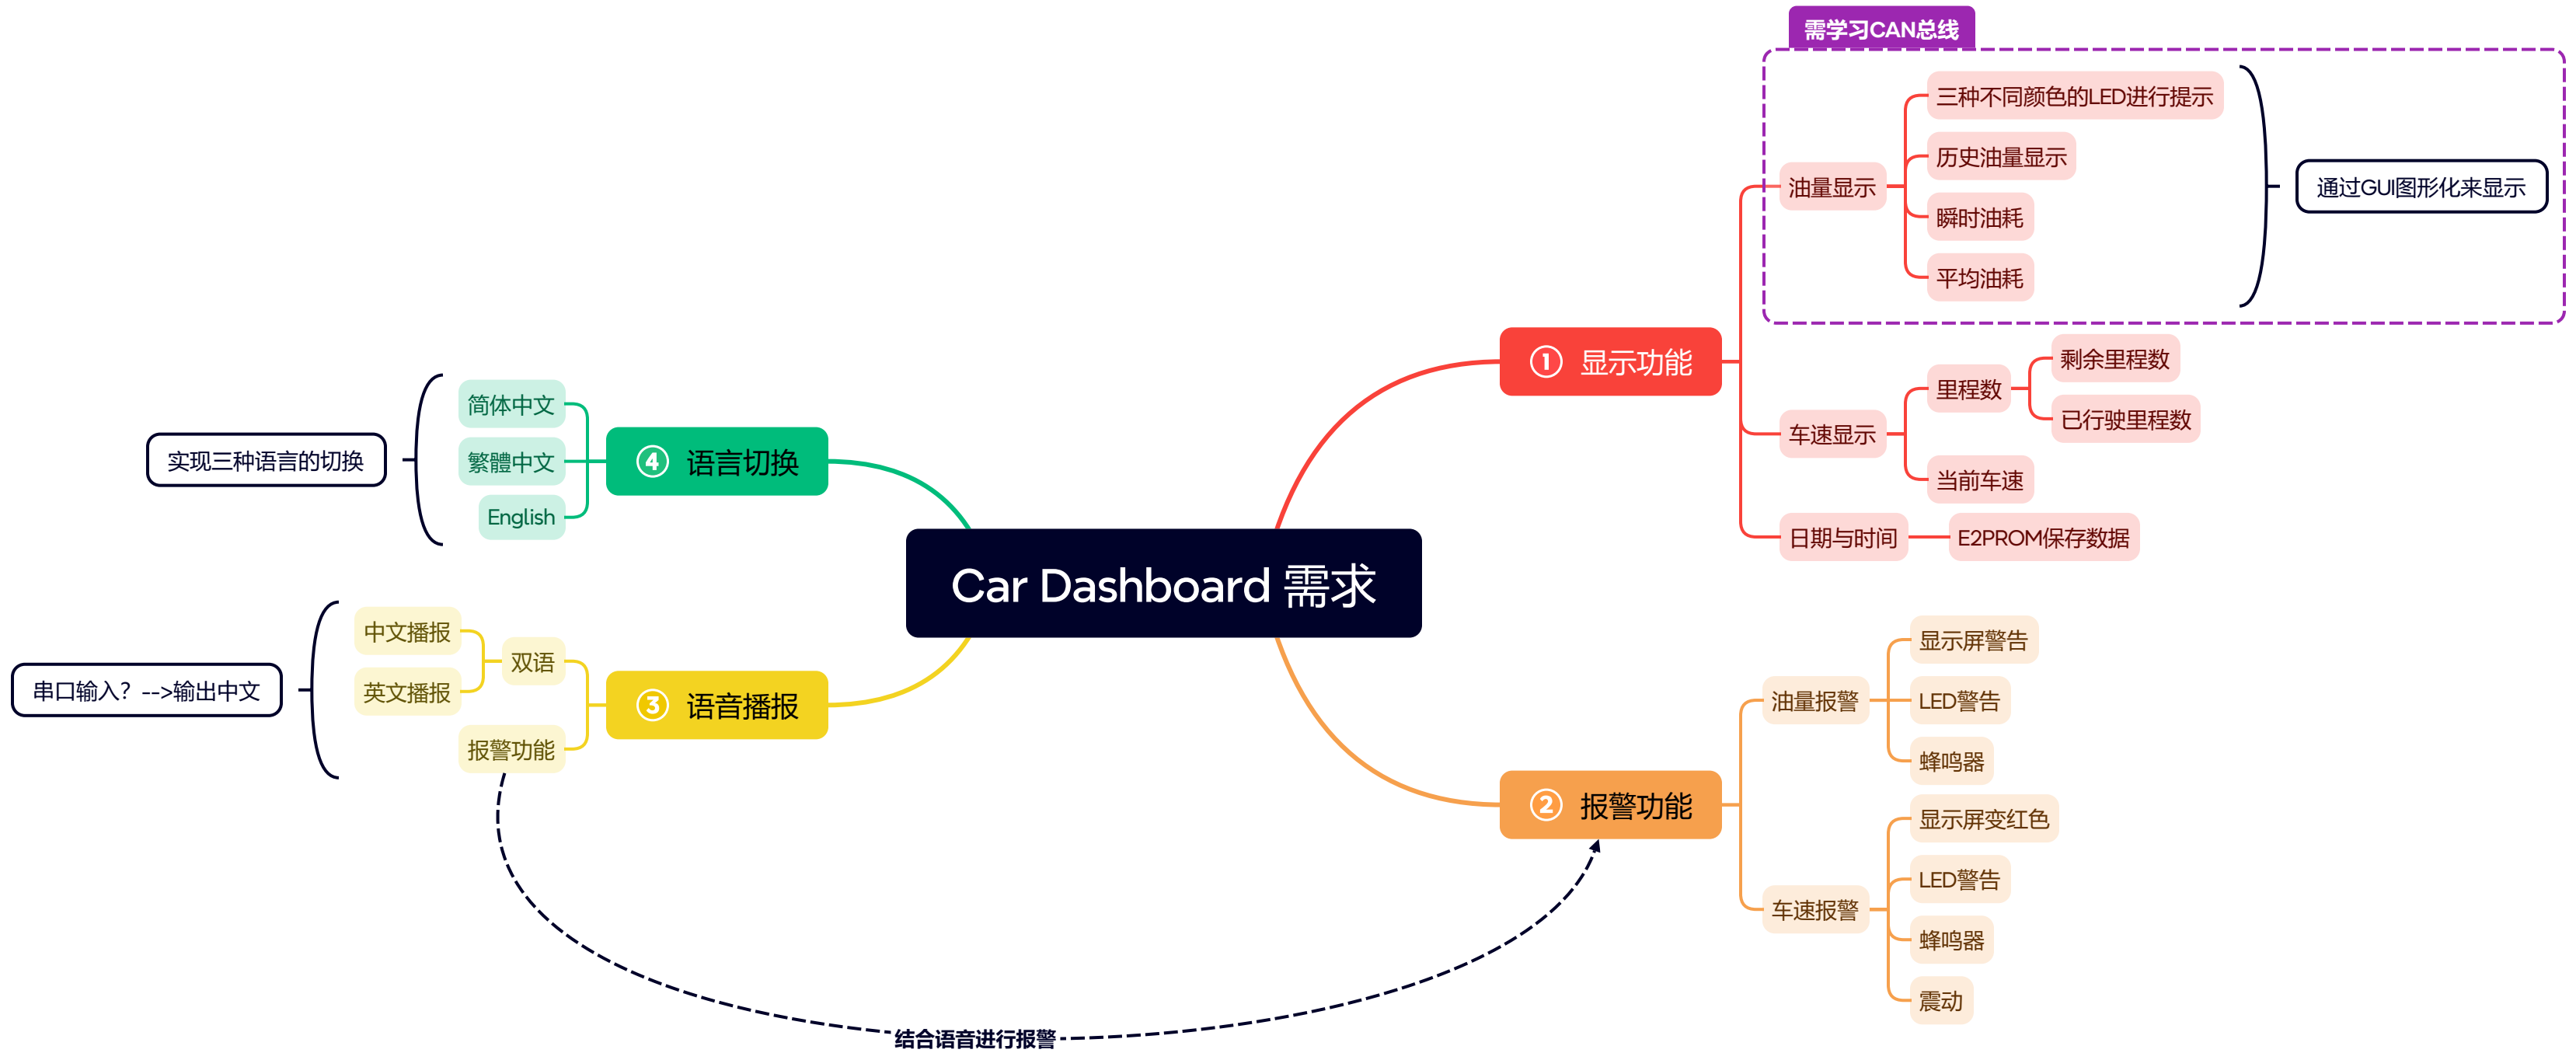 Car Dashboard 需求
① 显示功能
需学习CAN总线
油量显示
三种不同颜色的LED进行提示
历史油量显示
瞬时油耗
平均油耗
通过GUI图形化来显示
车速显示
里程数
剩余里程数
已行驶里程数
当前车速
日期与时间
E2PROM保存数据
② 报警功能
油量报警
显示屏警告
LED警告
蜂鸣器
车速报警
显示屏变红色
LED警告
蜂鸣器
震动
③ 语音播报
双语
中文播报
英文播报
报警功能
串口输入？-->输出中文
结合语音进行报警
④ 语言切换
简体中文
繁體中文
English
实现三种语言的切换